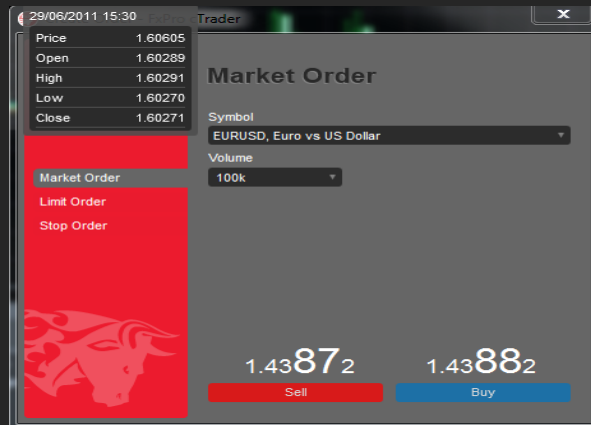 29/06/2011 15:30
FxPro cTrader
Price 1.60605
Open 1.60289
High 1.60291
Low 1.60270
Close 1.60271
Market Order
Symbol
EURUSD, Euro vs US Dollar
Volume
100k
Market Order
Limit Order
Stop Order
1.43872 1.43882
Sell Buy